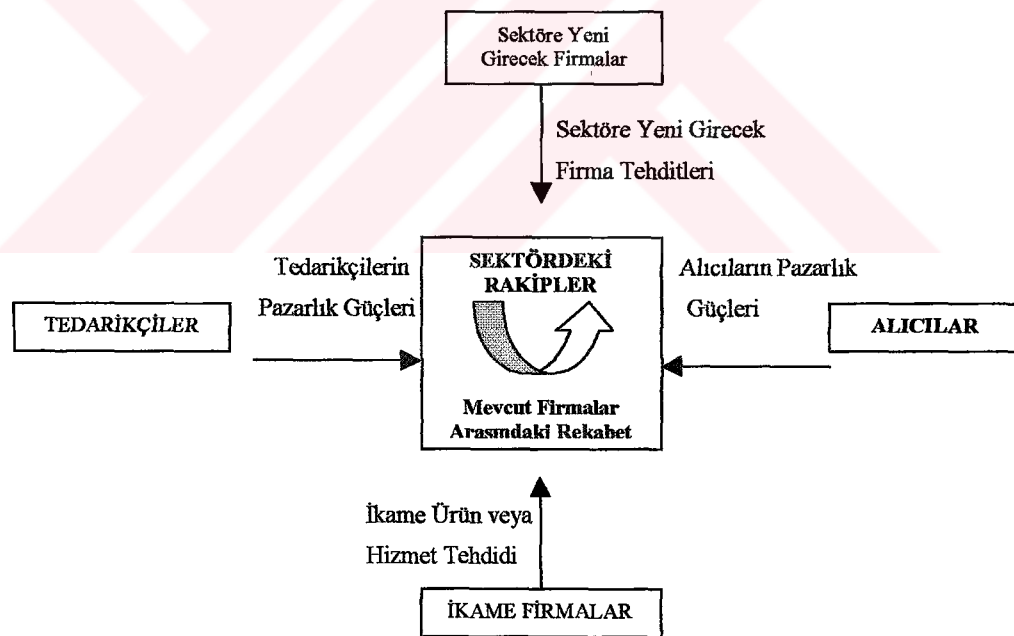 Sektöre Yeni
Girecek Firmalar
Sektöre Yeni Girecek
Firma Tehditleri
Tedarikçilerin
Pazarlık Güçleri
SEKTÖRDEKİ
RAKİPLER
Alıcıların Pazarlık
Güçleri
TEDARİKÇİLER
ALICILAR
Mevcut Firmalar
Arasındaki Rekabet
İkame Ürün veya
Hizmet Tehdidi
İKAME FİRMALAR